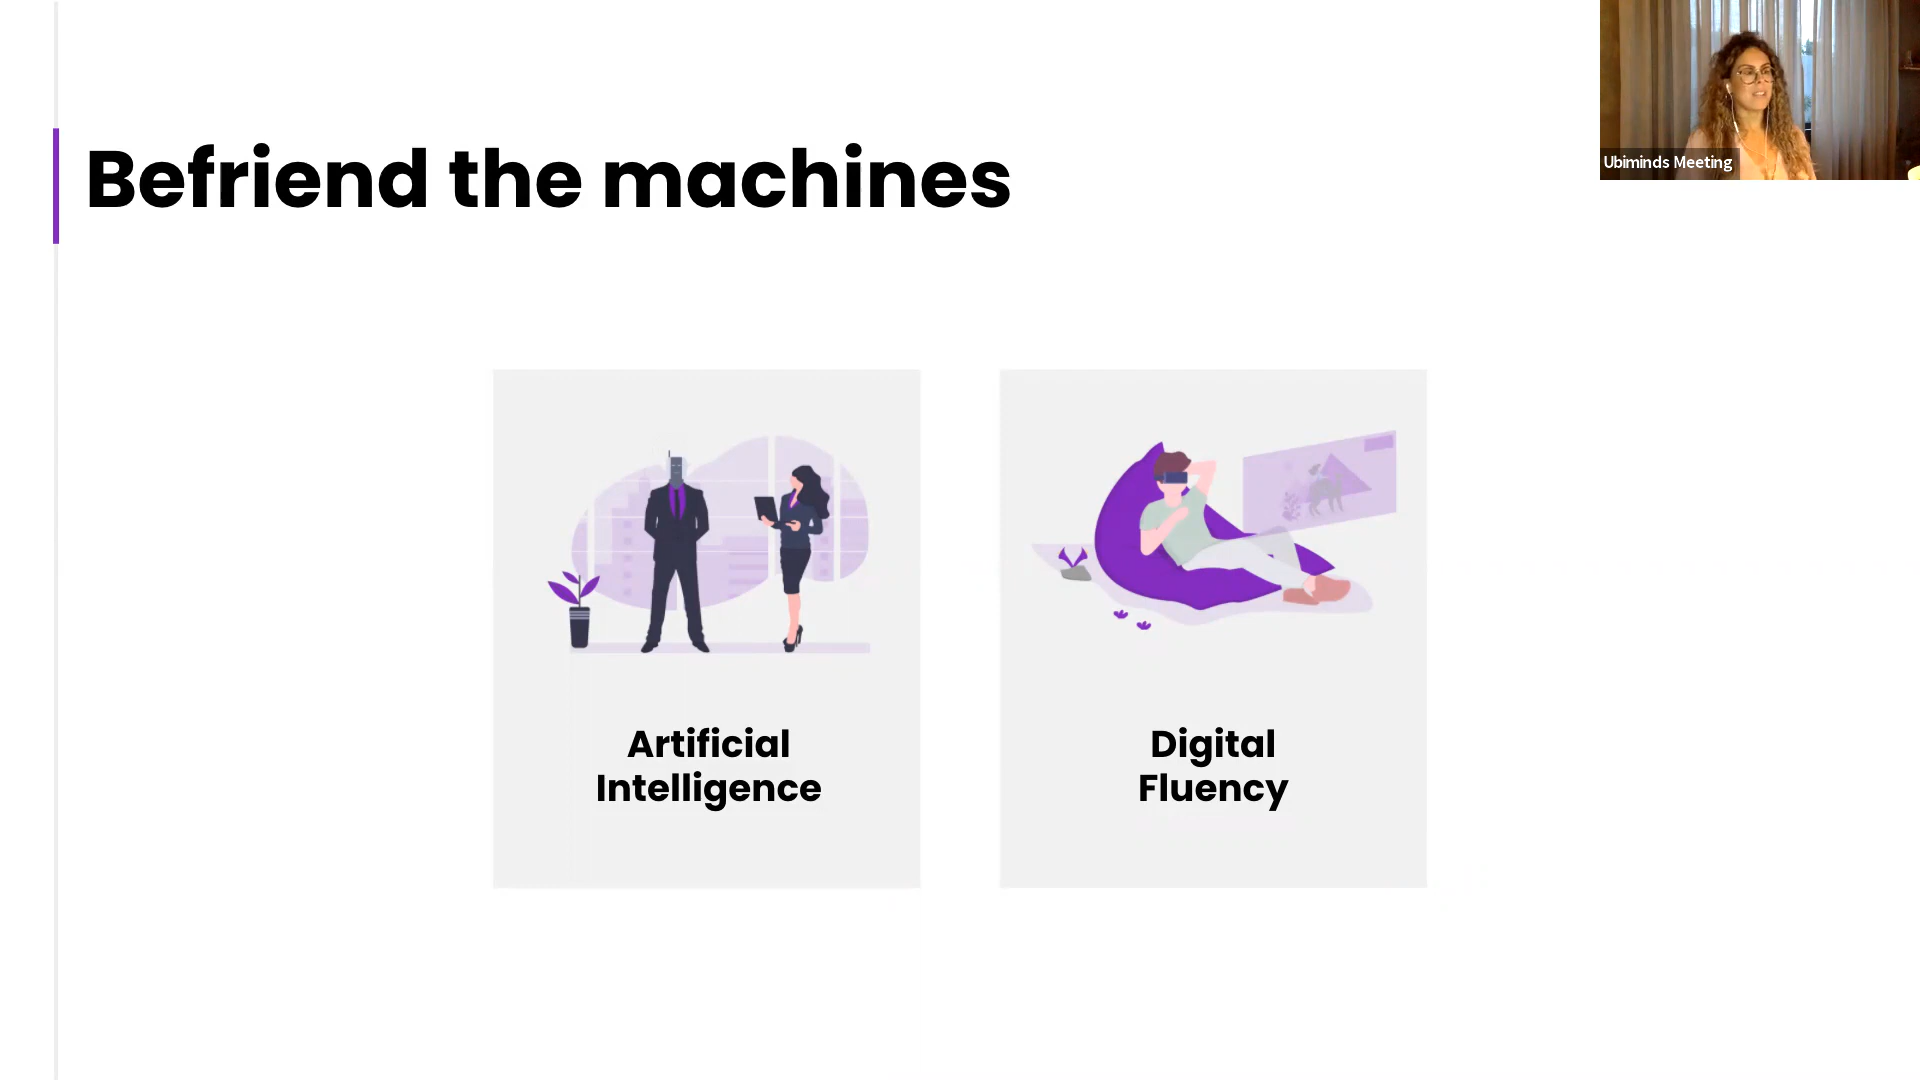 Befriend the machines
Ubiminds Meeting
Artificial
Intelligence
Digital
Fluency